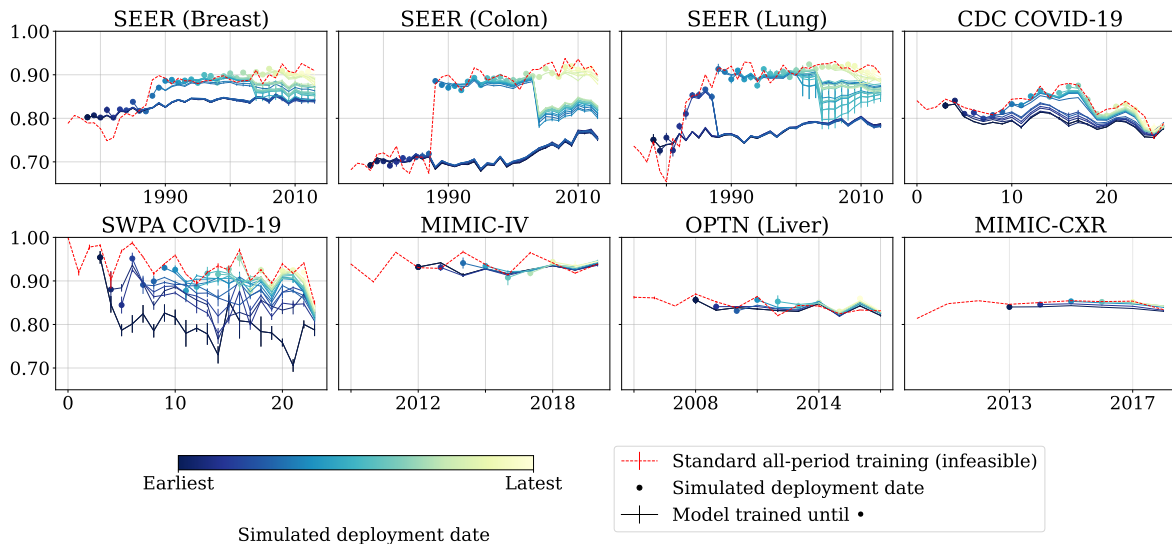 SEER (Breast)
SEER (Colon)
SEER (Lung)
CDC COVID-19
1.00
0.90
0.80
0.70
1990
2010
1990
2010
1990
2010
0
20
SWPA COVID-19
MIMIC-IV
OPTN (Liver)
MIMIC-CXR
1.00
0.90
0.80
0.70
0
10
20
2012
2018
2008
2014
2013
2017
Earliest
Latest
Simulated deployment date
Standard all-period training (infeasible)
Simulated deployment date
Model trained until •